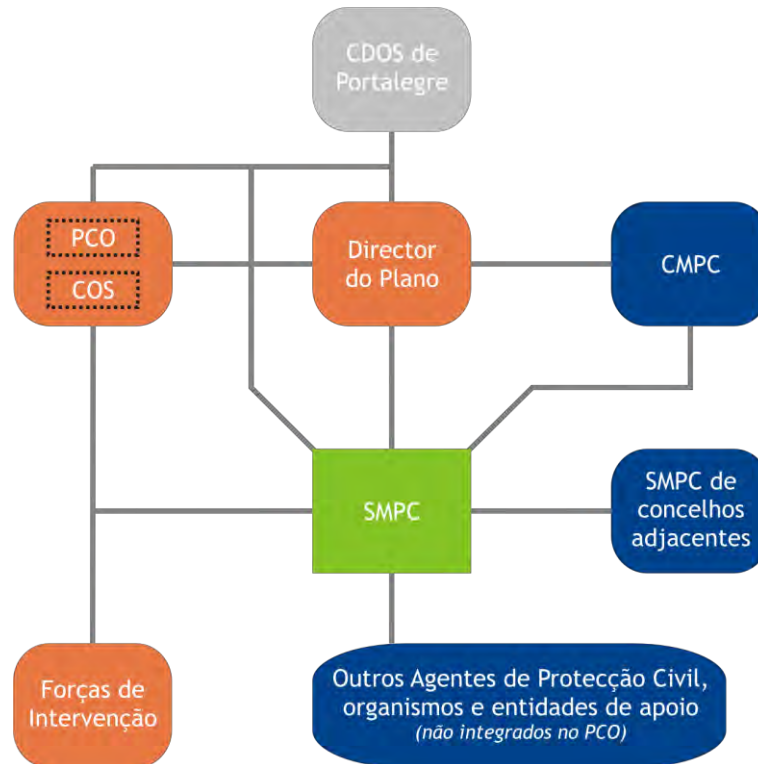 CDOS de
Portalegre
PCO
COS
Director
do Plano
CMPC
SMPC
SMPC de
concelhos
adjacentes
Forças de
Intervenção
Outros Agentes de Protecção Civil,
organismos e entidades de apoio
(não integrados no PCO)